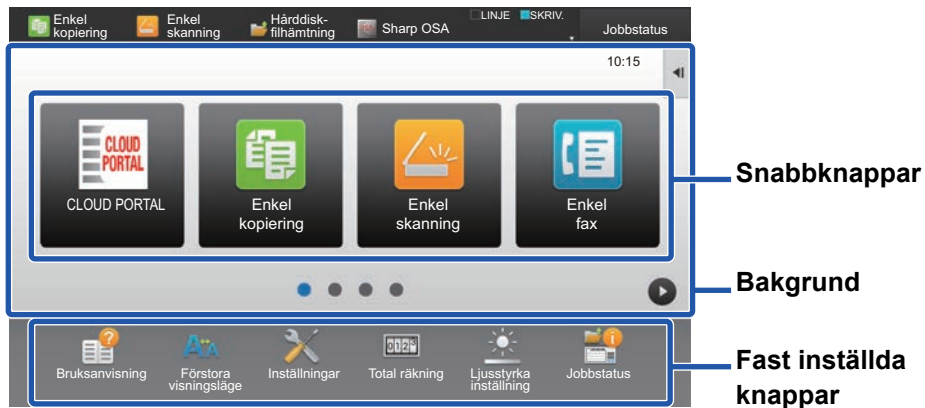 Enkel
kopiering
Enkel
skanning
Hårddisk-
filhämtning
Sharp OSA
LINJE
SKRIV.
Jobbstatus
10:15
CLOUD
PORTAL
CLOUD PORTAL
Enkel
kopiering
Enkel
skanning
Enkel
fax
Snabbknappar
Bakgrund
Bruksanvisning
Förstora
visningsläge
Inställningar
012
Total räkning
Ljusstyrka
inställning
Jobbstatus
Fast inställda
knappar